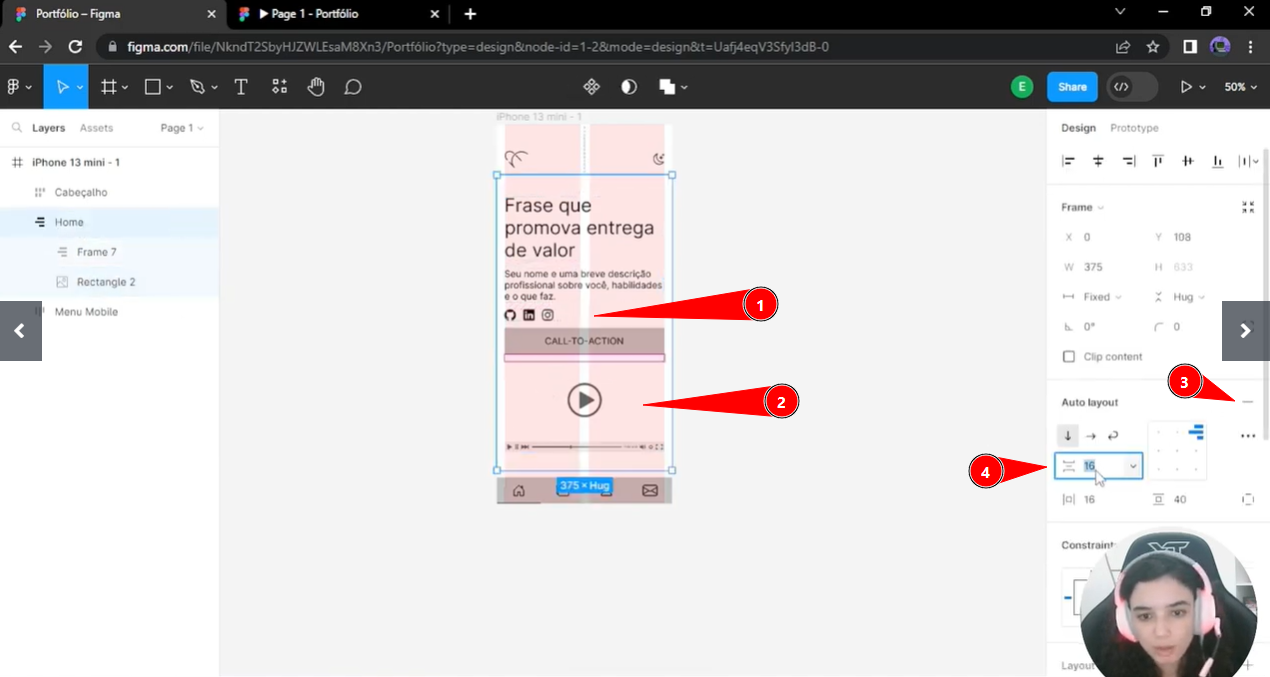 Portfólio – Figma
Page 1 - Portfólio
figma.com/file/NkndT2SbyHJZWLEsaM8Xn3/Portfólio?type=design&node-id=1-2&mode=design&t=Uafj4eqV3SfyI3dB-0
E
Share
50%
Layers
Assets
Page 1
iPhone 13 mini - 1
Cabeçalho
Home
Frame 7
Rectangle 2
Menu Mobile
iPhone 13 mini - 1
Frase que
promova entrega
de valor
Seu nome e uma breve descrição
profissional sobre você, habilidades
e o que faz.
CALL-TO-ACTION
375 × Hug
1
2
3
4
Design
Prototype
Frame
X 0
Y 108
W 375
H 633
Fixed
Hug
0°
0
Clip content
Auto layout
16
16
40
Constraint
Layou